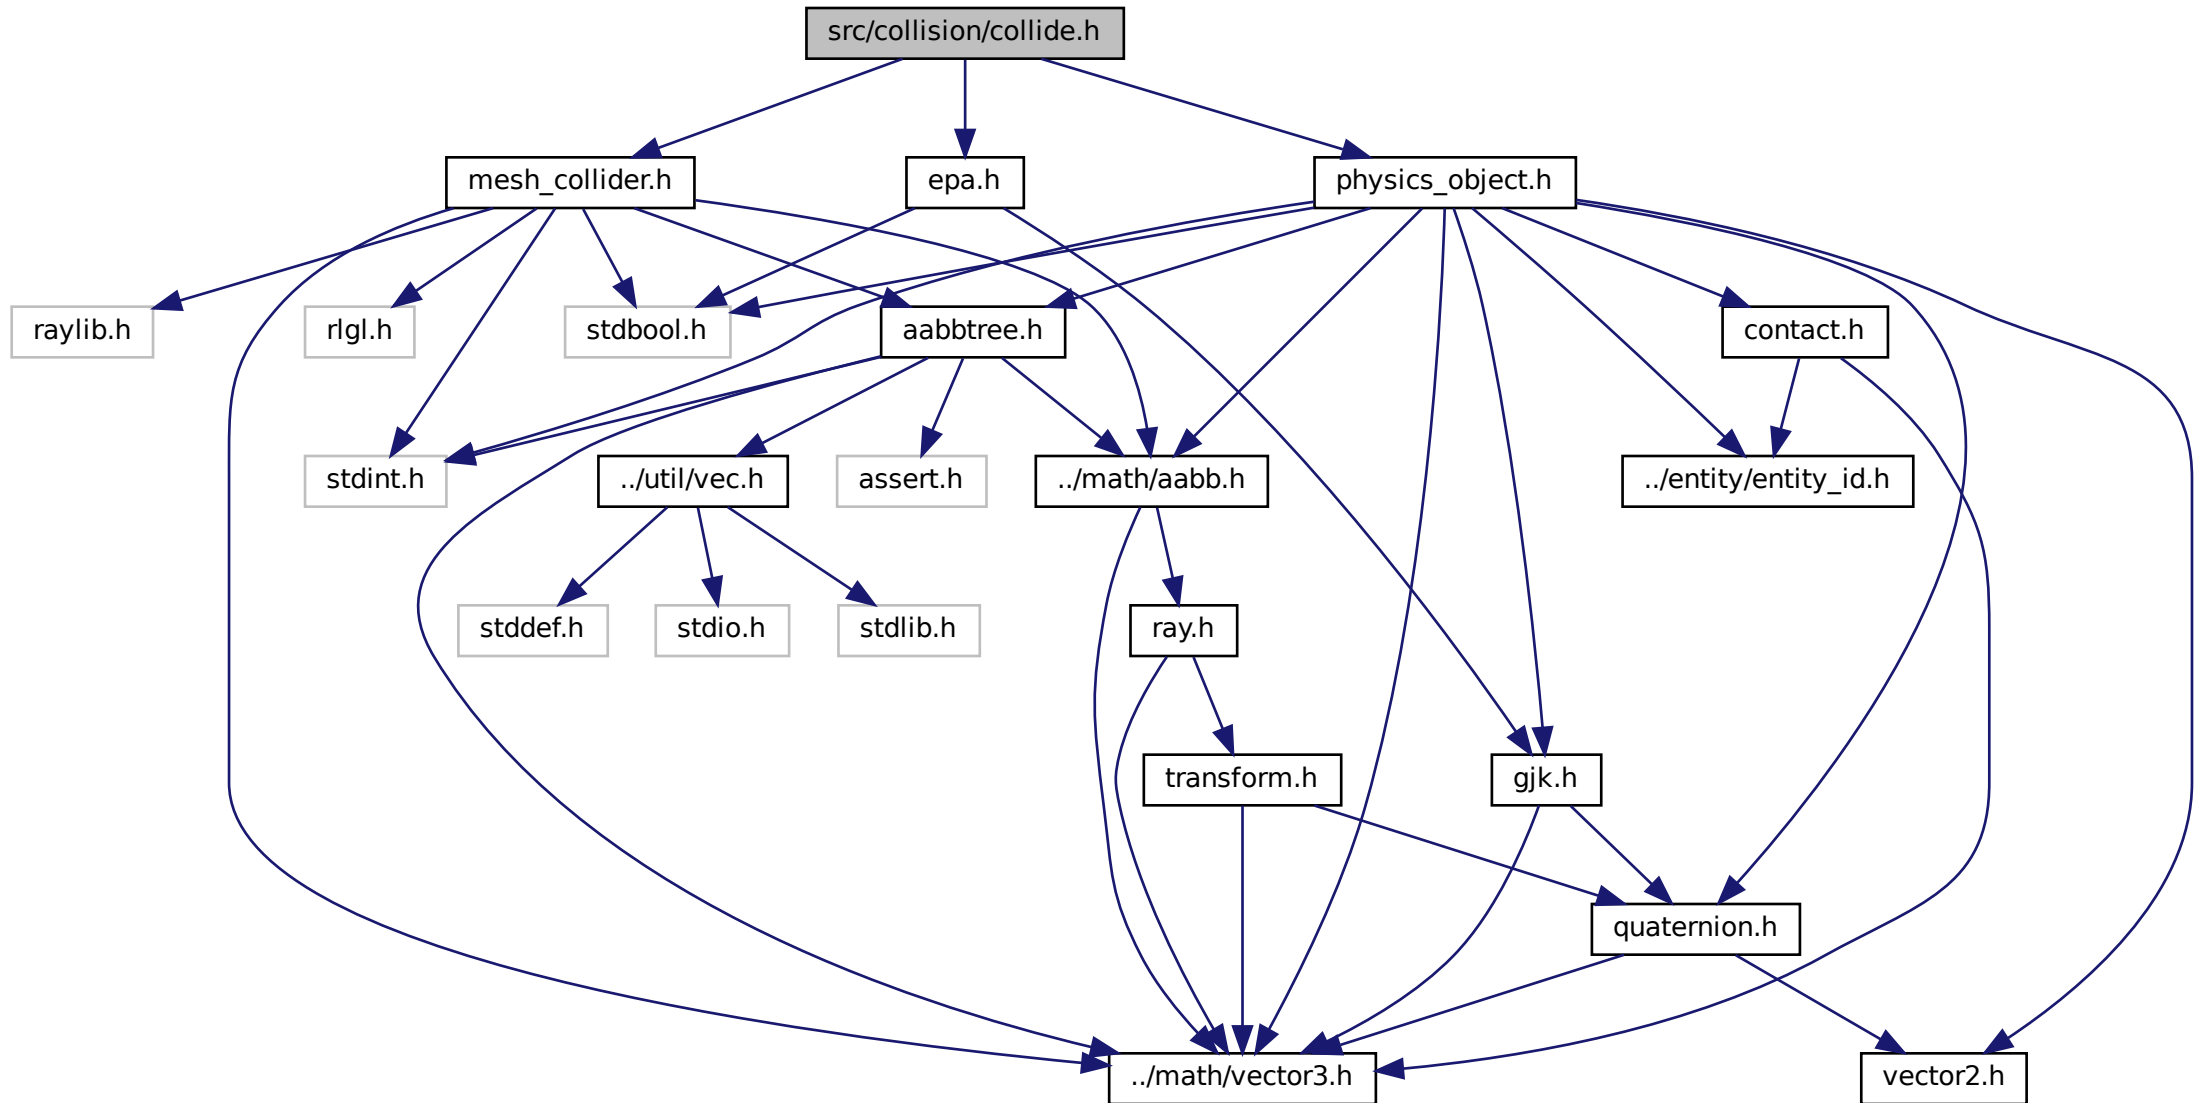 src/collision/collide.h
mesh_collider.h
epa.h
physics_object.h
raylib.h
rlgl.h
stdbool.h
aabbtree.h
contact.h
stdint.h
../util/vec.h
assert.h
../math/aabb.h
../entity/entity_id.h
stddef.h
stdio.h
stdlib.h
ray.h
transform.h
gjk.h
quaternion.h
../math/vector3.h
vector2.h